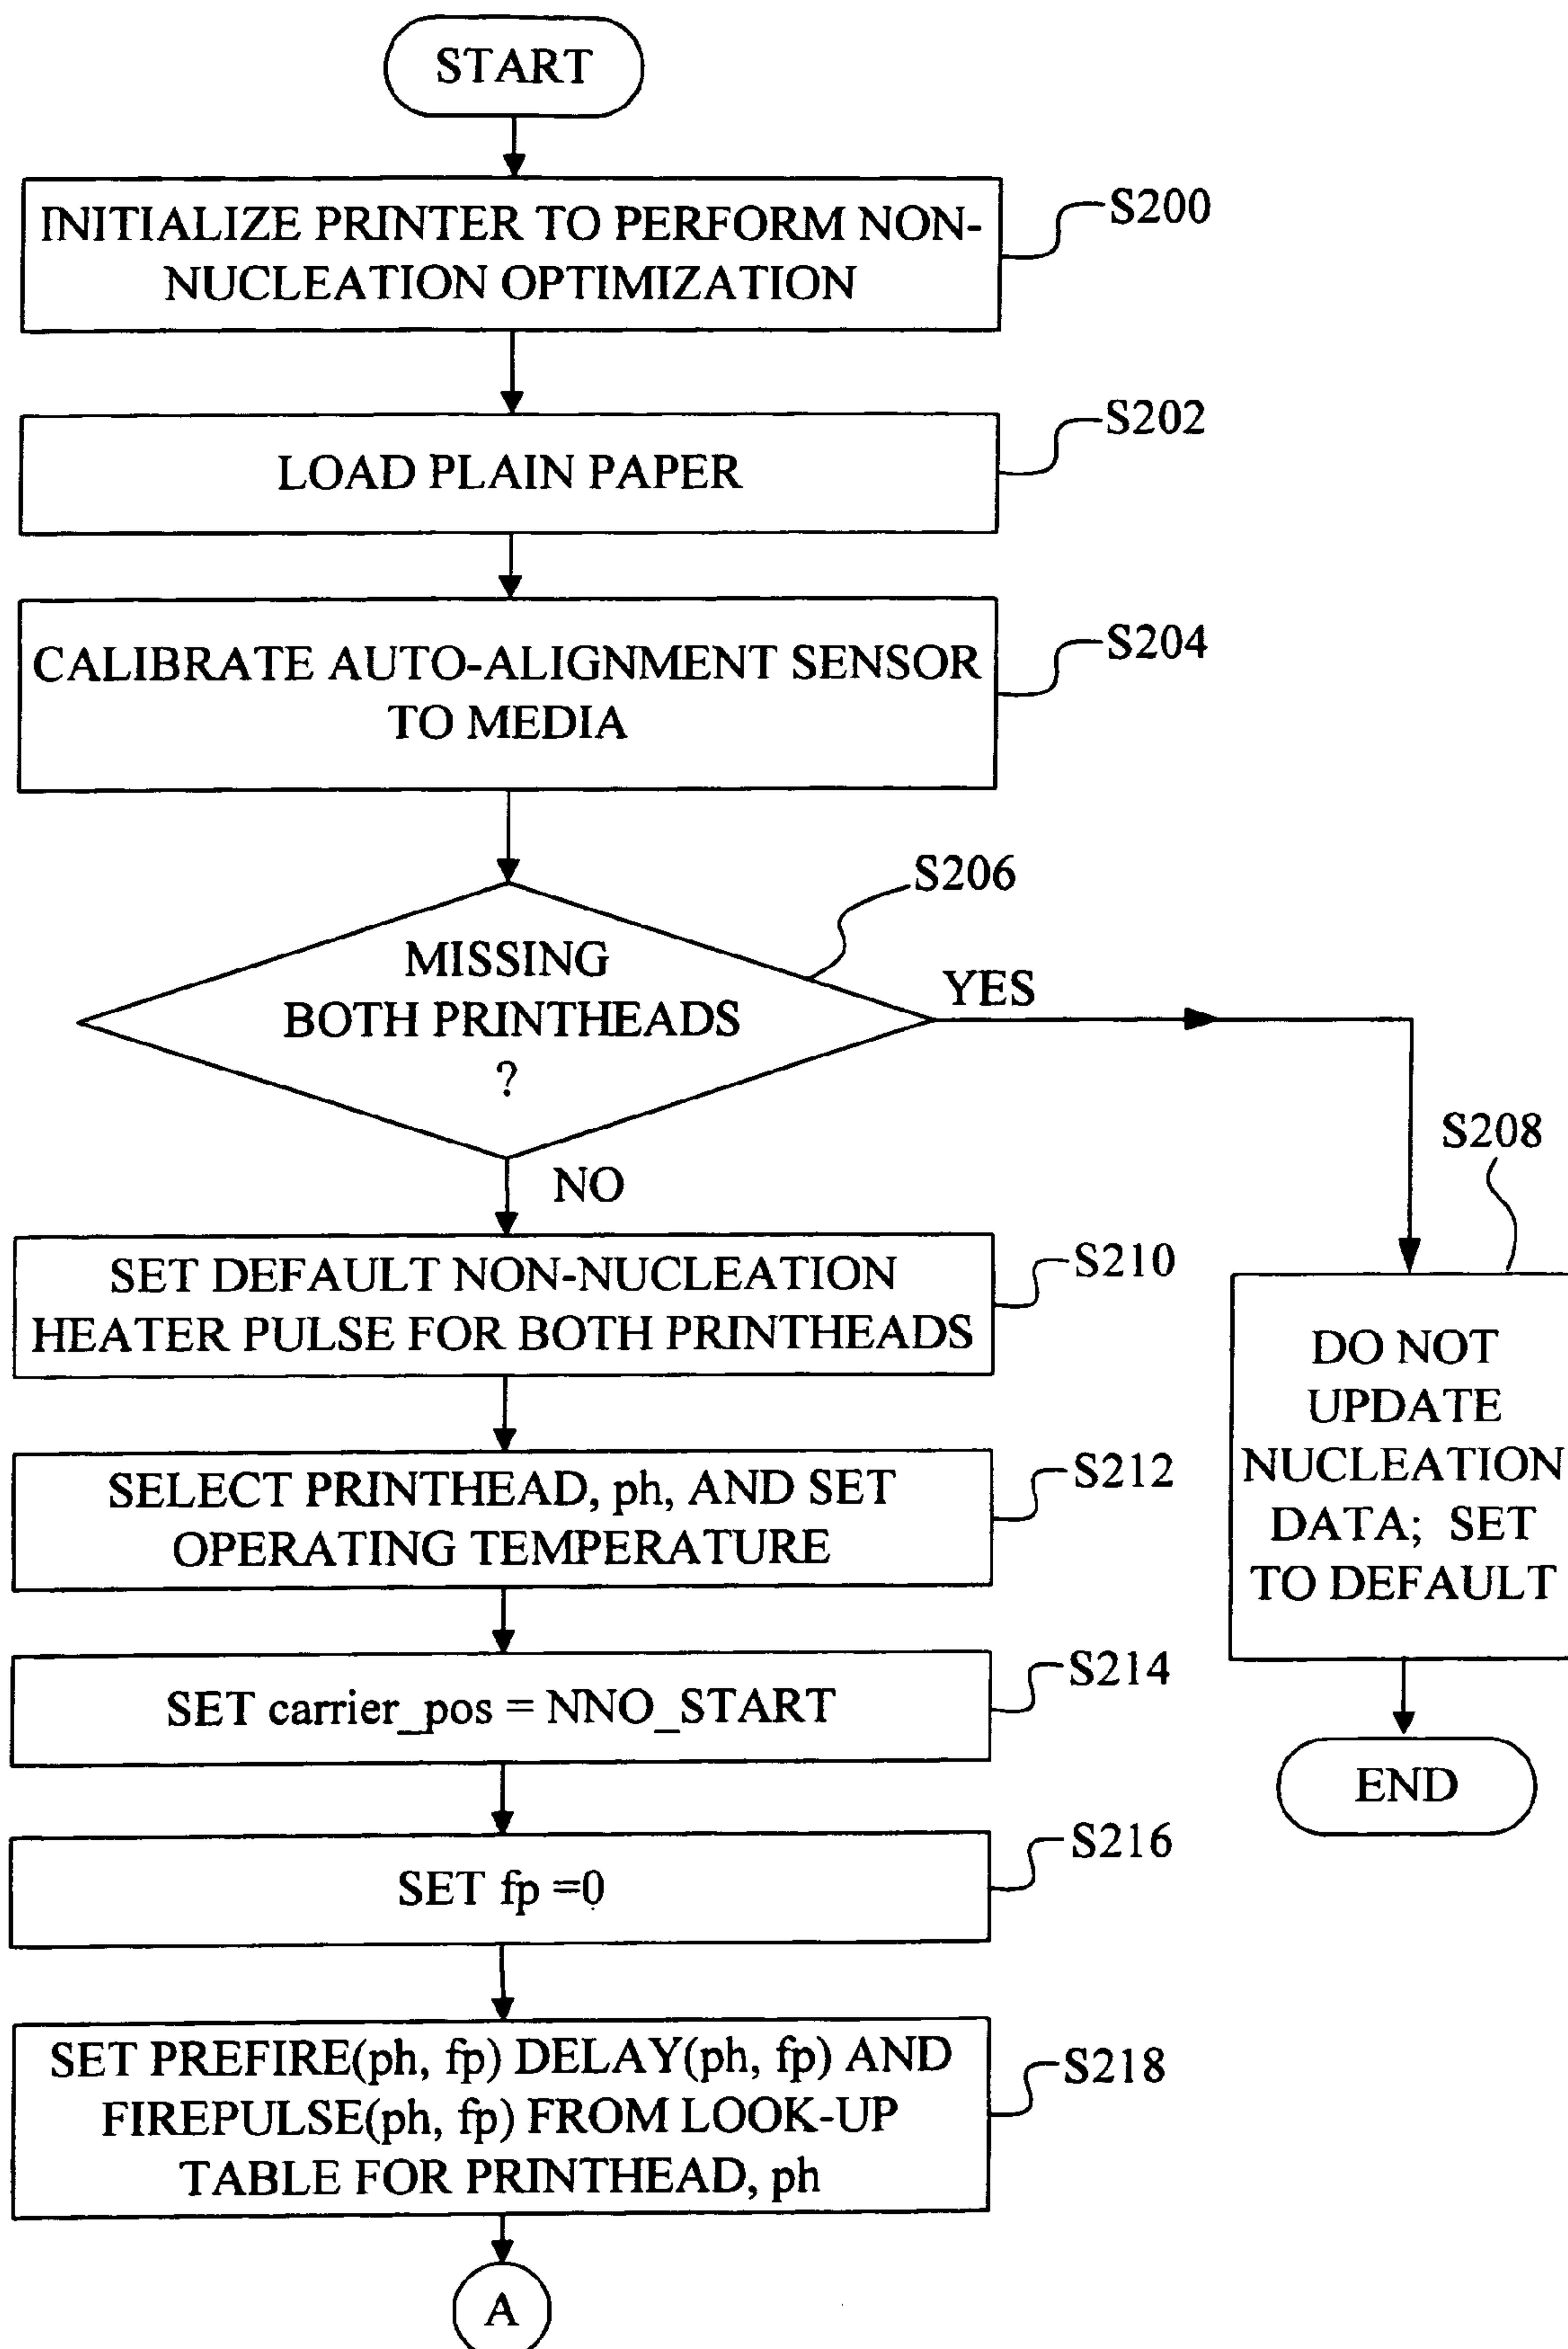 START
INITIALIZE PRINTER TO PERFORM NON-
NUCLEATION OPTIMIZATION
S200
LOAD PLAIN PAPER
S202
CALIBRATE AUTO-ALIGNMENT SENSOR
TO MEDIA
S204
MISSING
BOTH PRINTHEADS
?
S206
YES
NO
S208
DO NOT
UPDATE
NUCLEATION
DATA; SET
TO DEFAULT
END
SET DEFAULT NON-NUCLEATION
HEATER PULSE FOR BOTH PRINTHEADS
S210
SELECT PRINTHEAD, ph, AND SET
OPERATING TEMPERATURE
S212
SET carrier_pos = NNO_START
S214
SET fp =0
S216
SET PREFIRE(ph, fp) DELAY(ph, fp) AND
FIREPULSE(ph, fp) FROM LOOK-UP
TABLE FOR PRINTHEAD, ph
S218
A